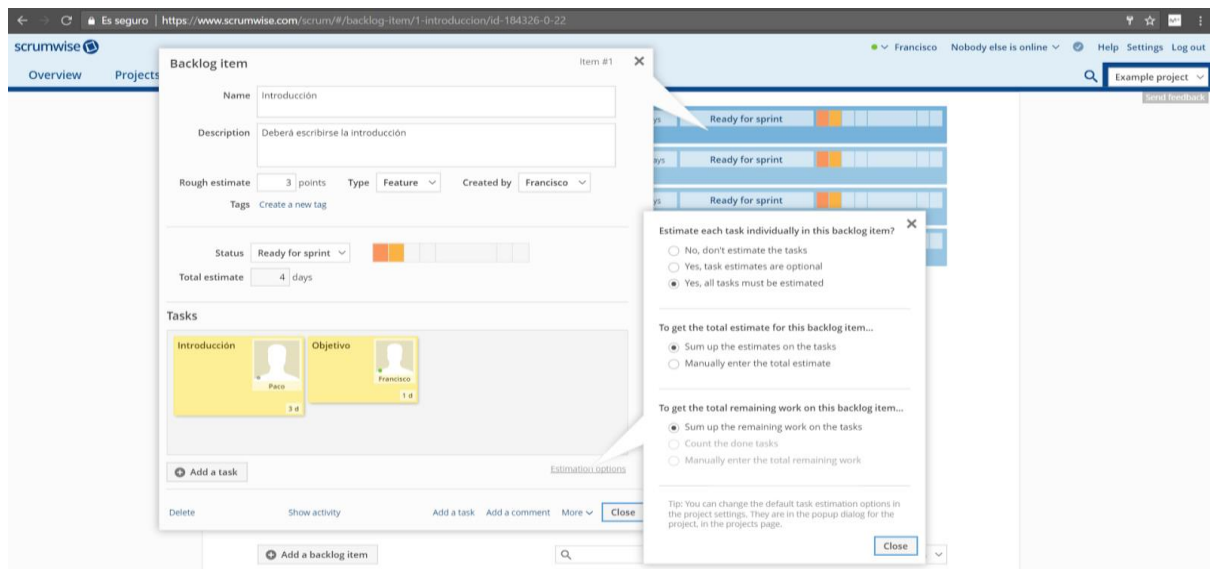 Es seguro | https://www.scrumwise.com/scrum/#/backlog-item/1-introduccion/id-184326-0-22
scrumwise
Francisco Nobody else is online Help Settings Log out
Overview Projects
Example project
Send feedback
Backlog item Item #1
Name Introducción
Description Deberá escribirse la introducción
Rough estimate 3 points Type Feature Created by Francisco
Tags Create a new tag
Status Ready for sprint
Total estimate 4 days
Tasks
Introducción
Paco
3 d
Objetivo
Francisco
1 d
Add a task
Estimation options
Delete Show activity Add a task Add a comment More Close
Add a backlog item
Ready for sprint
Ready for sprint
Ready for sprint
Estimate each task individually in this backlog item?
No, don't estimate the tasks
Yes, task estimates are optional
Yes, all tasks must be estimated
To get the total estimate for this backlog item...
Sum up the estimates on the tasks
Manually enter the total estimate
To get the total remaining work on this backlog item...
Sum up the remaining work on the tasks
Count the done tasks
Manually enter the total remaining work
Tip: You can change the default task estimation options in
the project settings. They are in the popup dialog for the
project, in the projects page.
Close